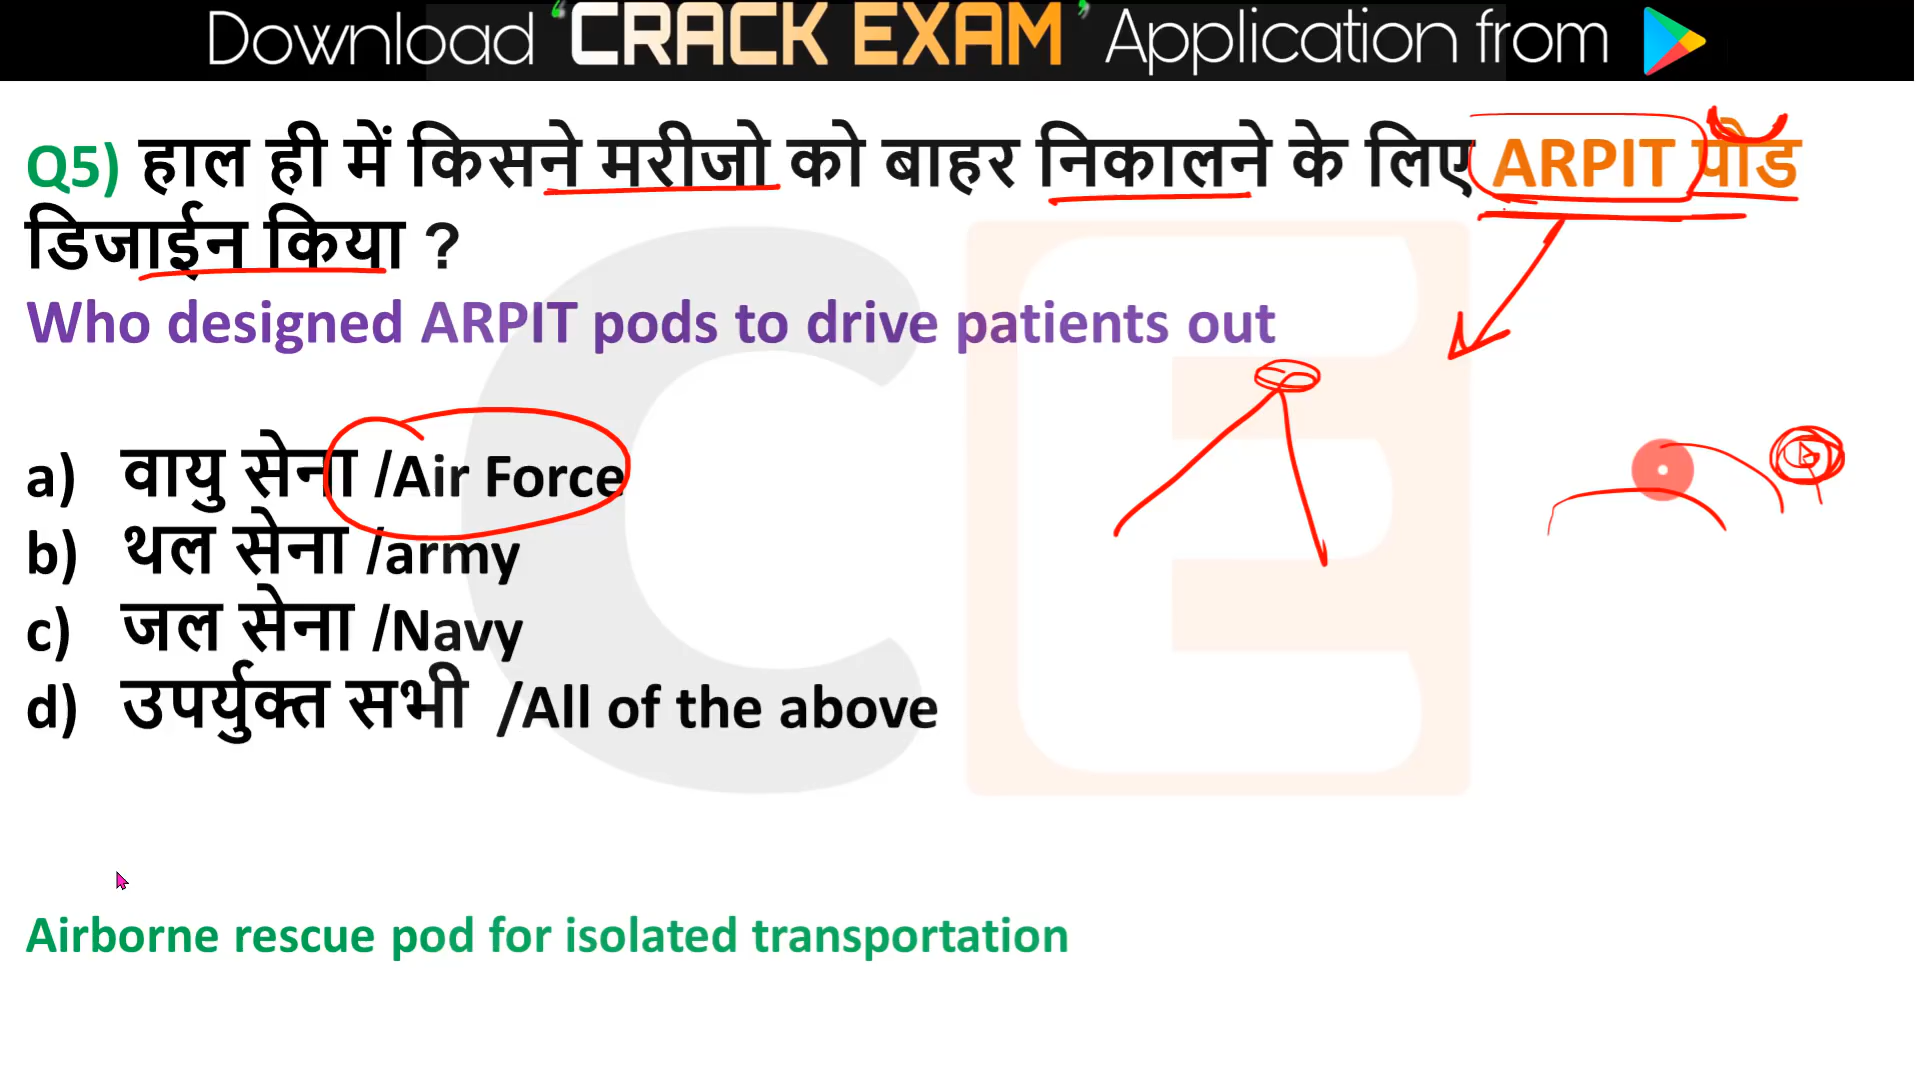 Download ‘CRACK EXAM’ Application from
Q5) हाल ही में किसने मरीजो को बाहर निकालने के लिए ARPIT पोड
डिजाईन किया ?
Who designed ARPIT pods to drive patients out
a) वायु सेना /Air Force
b) थल सेना /army
c) जल सेना /Navy
d) उपर्युक्त सभी /All of the above
Airborne rescue pod for isolated transportation
CE